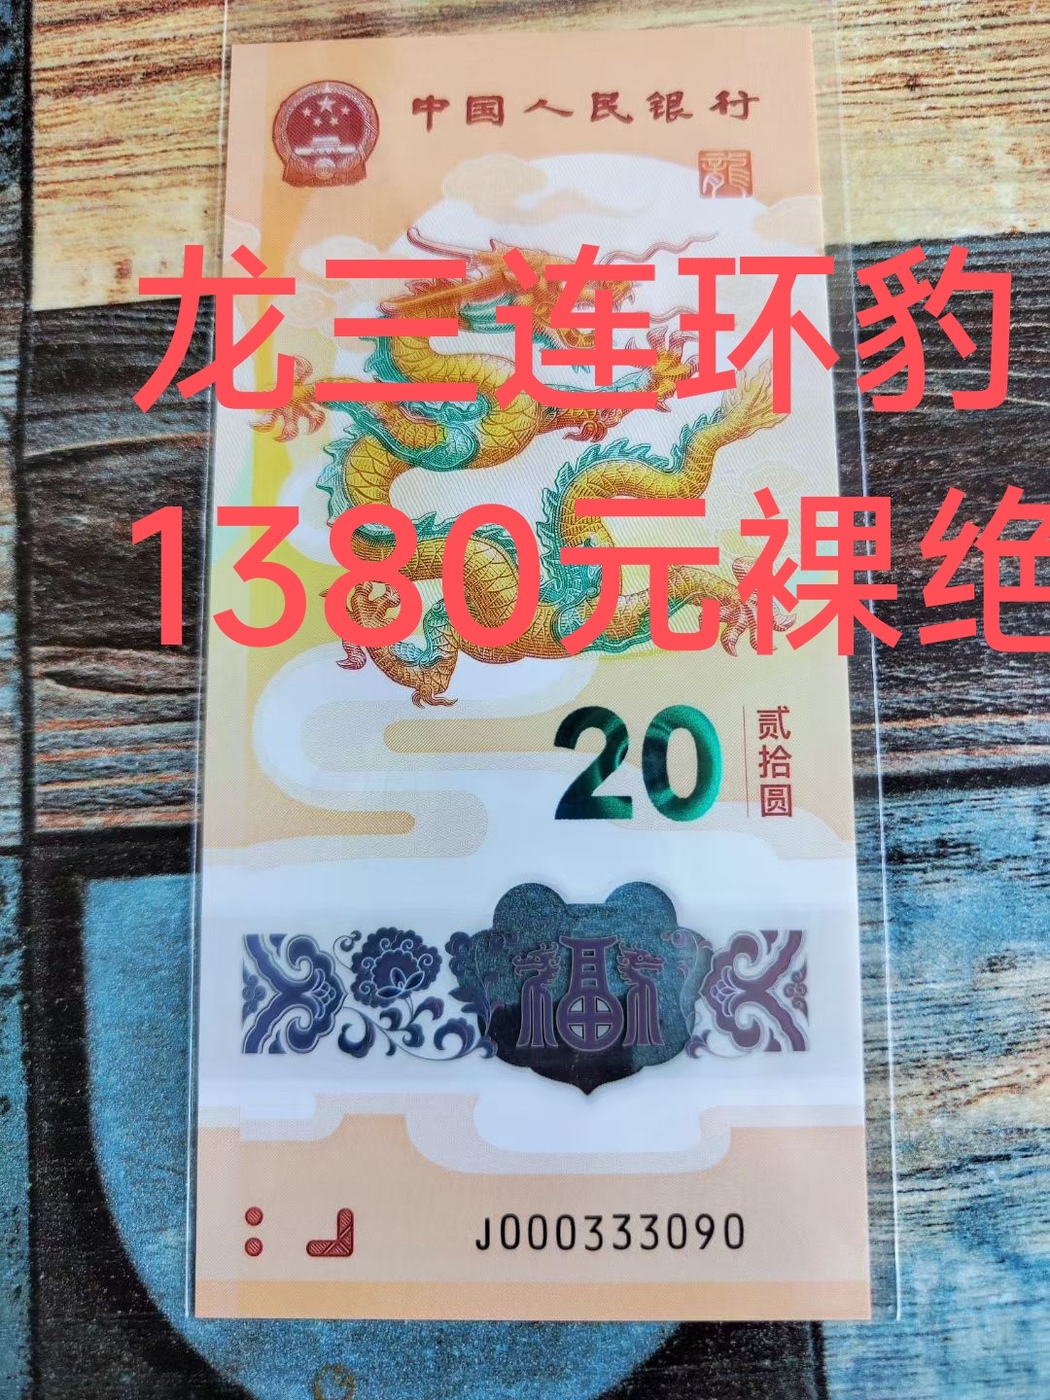 中国人民银行
龍
龙三连环豹
1380元裸绝
20
贰拾圆
福
J000333090